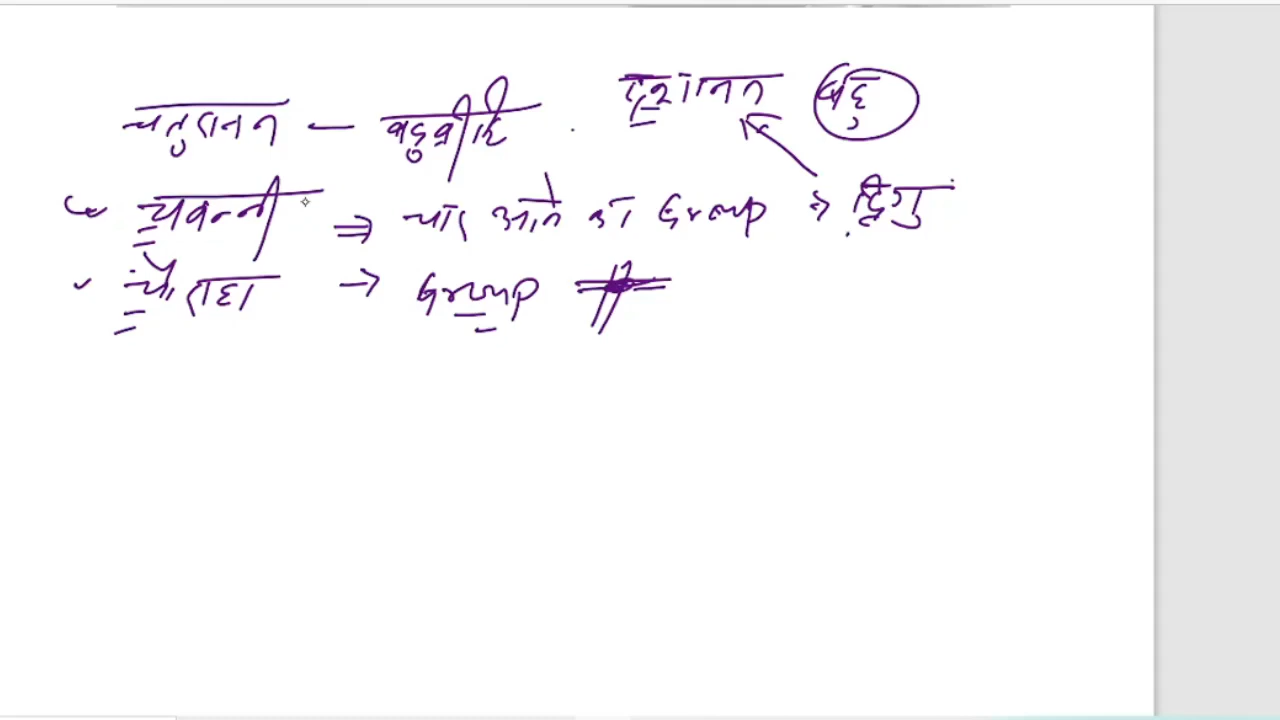 चतुरानन — बहुव्रीहि . दशानन बहु
चवन्नी ⇒ चार आने का Group → द्विगु
चौराहा → Group